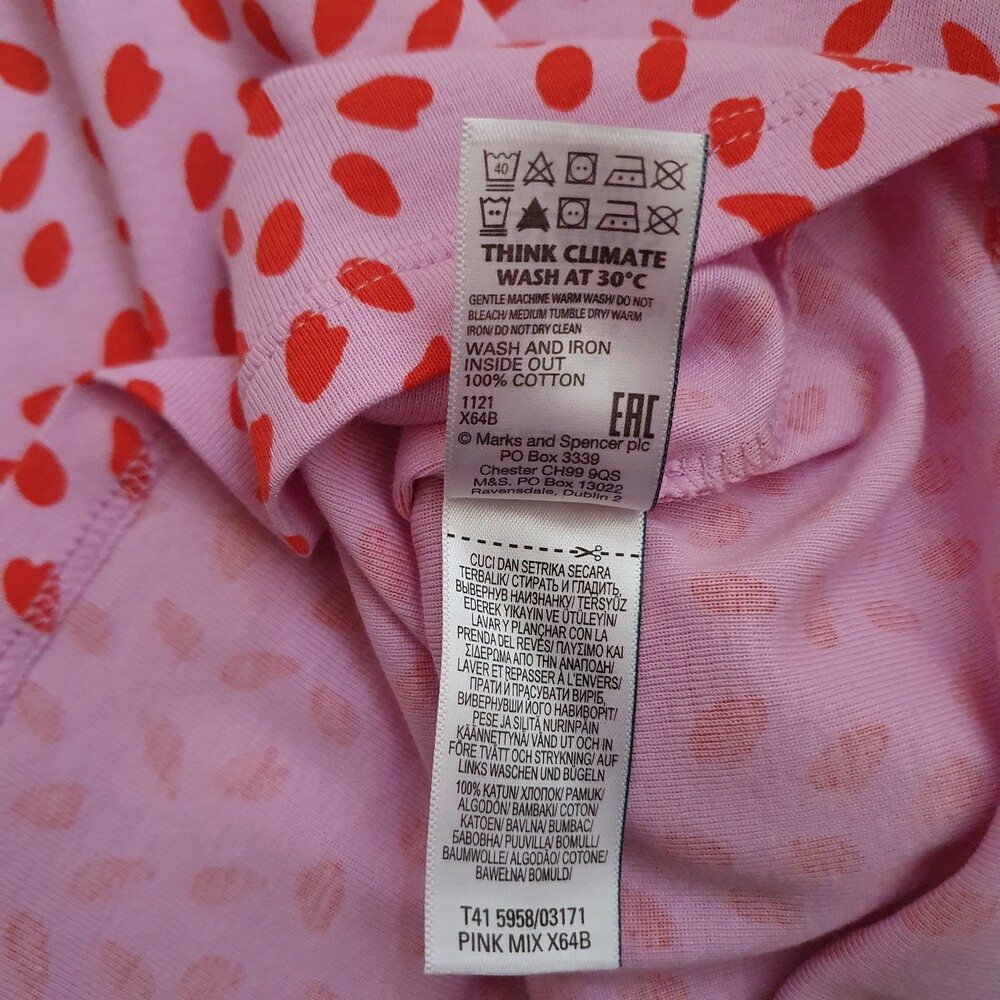 40
THINK CLIMATE
WASH AT 30°C
GENTLE MACHINE WARM WASH/ DO NOT
BLEACH/ MEDIUM TUMBLE DRY/ WARM
IRON/ DO NOT DRY CLEAN
WASH AND IRON
INSIDE OUT
100% COTTON
1121
X64B
EAC
© Marks and Spencer plc
PO Box 3339
Chester CH99 9QS
M&S, PO Box 13022
Ravensdale, Dublin 2
CUCI DAN SETRIKA SECARA
TERBALIK/ СТИРАТЬ И ГЛАДИТЬ,
ВЫВЕРНУВ НАИЗНАНКУ/ TERSYÜZ
EDEREK YIKAYIN VE ÜTÜLEYİN/
LAVAR Y PLANCHAR CON LA
PRENDA DEL REVÉS/ ΠΛΥΣΙΜΟ ΚΑΙ
ΣΙΔΕΡΩΜΑ ΑΠΟ ΤΗΝ ΑΝΑΠΟΔΗ/
LAVER ET REPASSER À L'ENVERS/
ПРАТИ Й ПРАСУВАТИ ВИРІБ,
ВИВЕРНУВШИ ЙОГО НАВИВОРІТ/
PESE JA SILITÄ NURINPÄIN
KÄÄNNETTYNÄ/ VÄND UT OCH IN
FÖRE TVÄTT OCH STRYKNING/ AUF
LINKS WASCHEN UND BÜGELN
100% KATUN/ ХЛОПОК/ PAMUK/
ALGODÓN/ ΒΑΜΒΑΚΙ/ COTON/
KATOEN/ BAVLNA/ BUMBAC/
БАВОВНА/ PUUVILLA/ BOMULL/
BAUMWOLLE/ ALGODÃO/ COTONE/
BAWEŁNA/ BOMULD/
T41 5958/03171
PINK MIX X64B